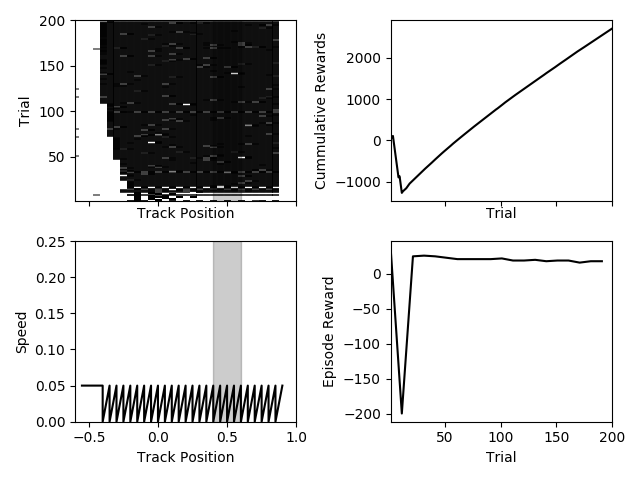 200
150
100
50
Trial
Track Position
2000
1000
0
−1000
Cummulative Rewards
Trial
0.25
0.20
0.15
0.10
0.05
0.00
Speed
−0.5 0.0 0.5 1.0
Track Position
0
−50
−100
−150
−200
Episode Reward
50 100 150 200
Trial